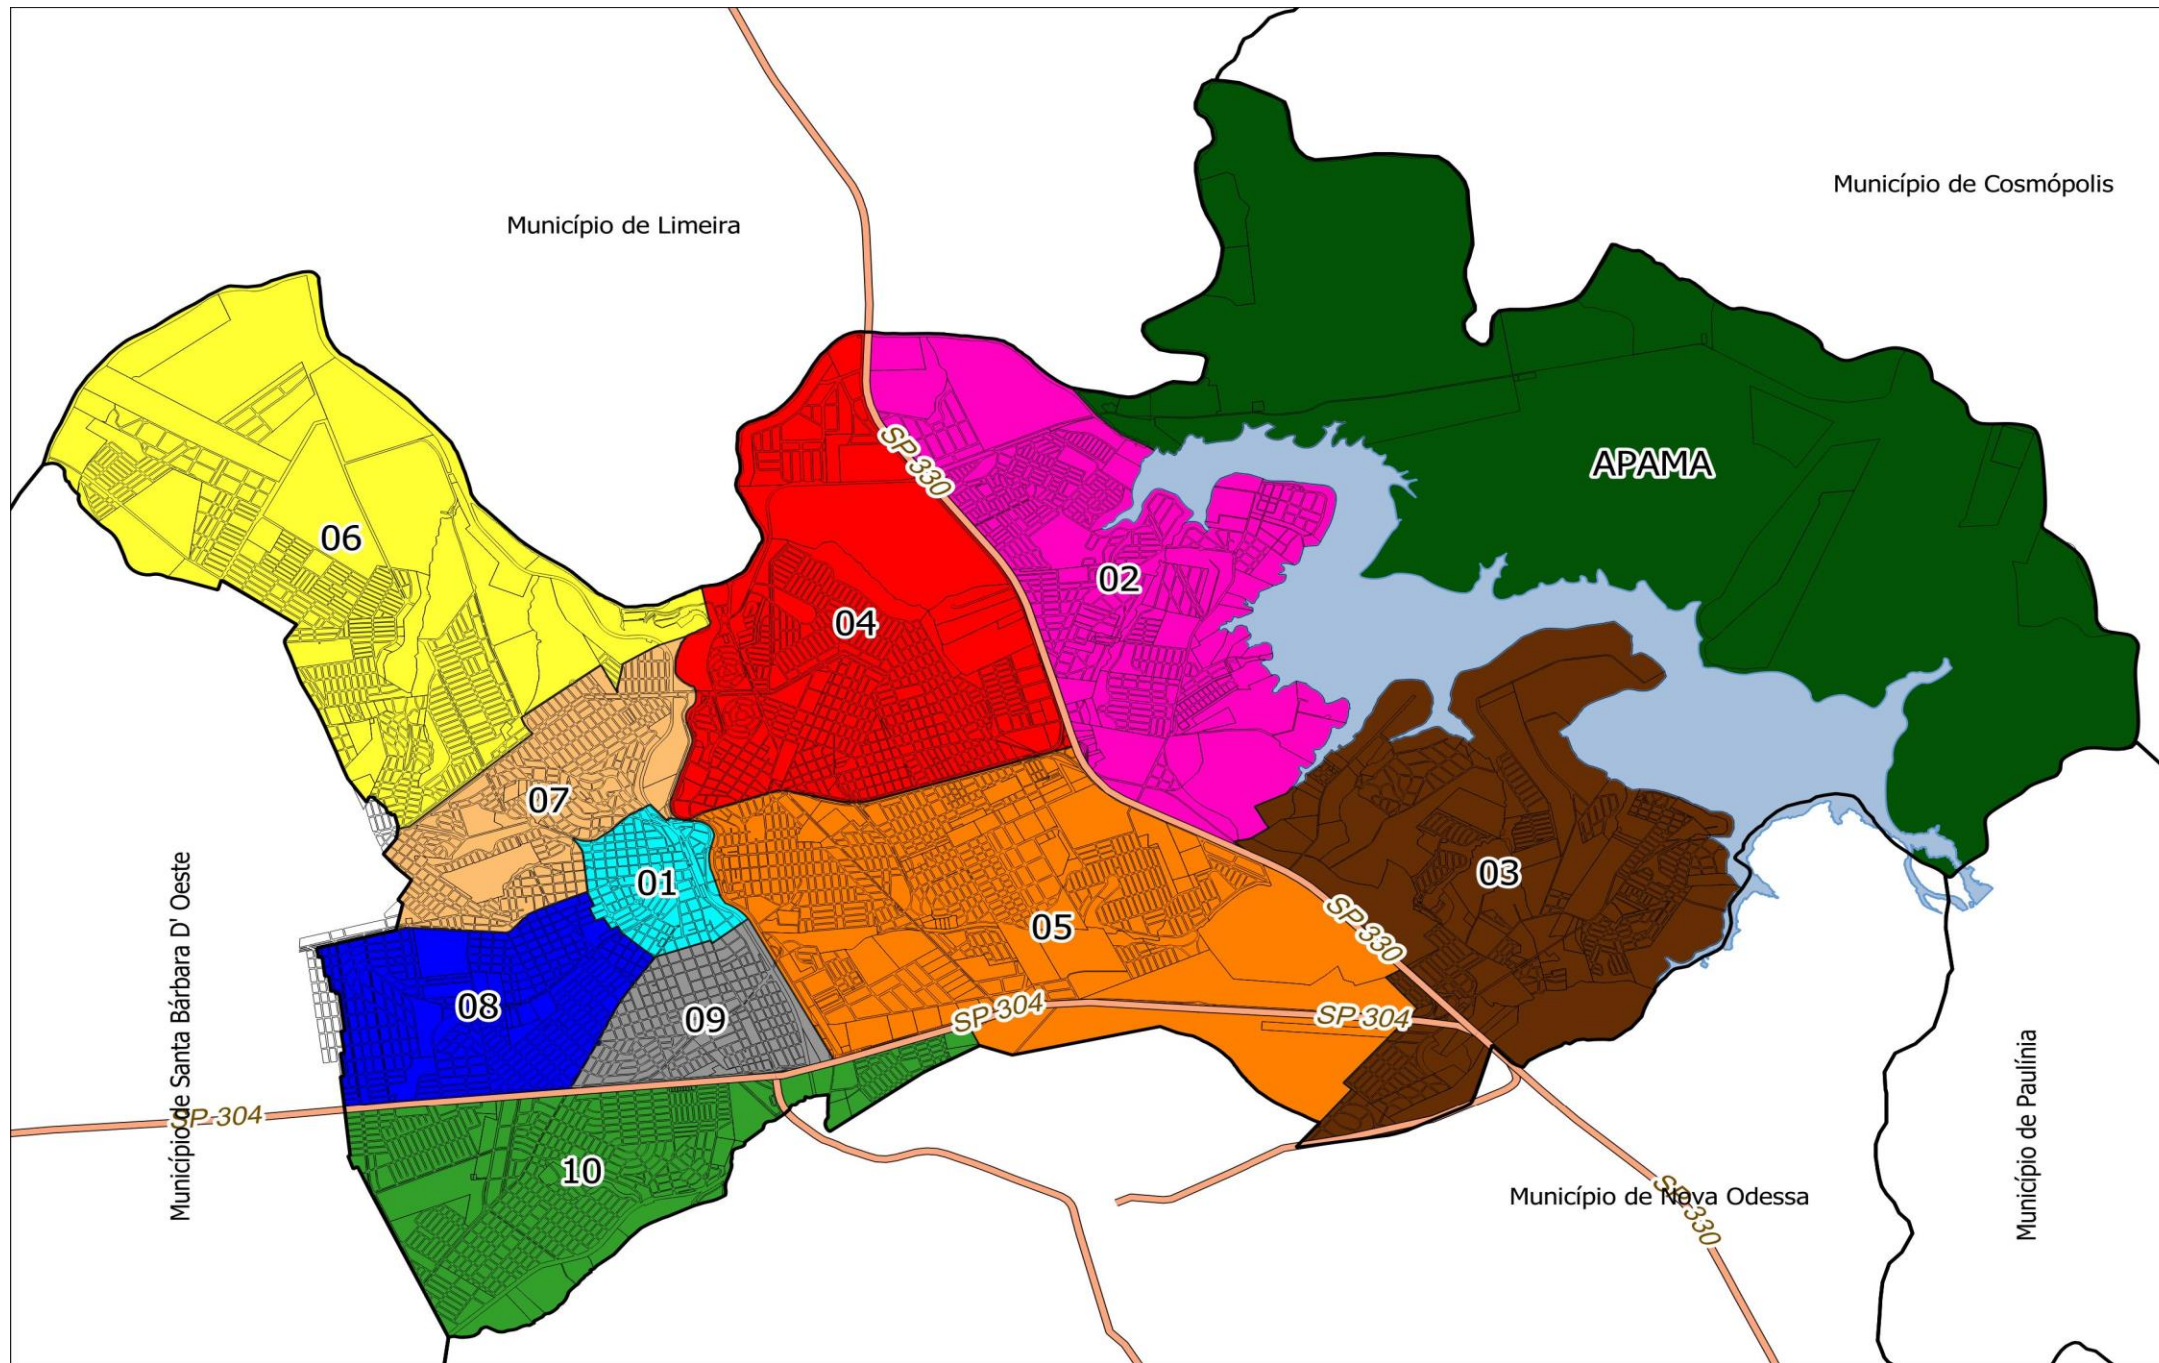 Município de Cosmópolis
Município de Limeira
SP-330
APAMA
06
02
04
07
01
03
05
SP-330
08
09
SP 304
SP 304
SP-304
Município de Santa Bárbara D' Oeste
10
Município de Nova Odessa
SP-330
Município de Paulínia